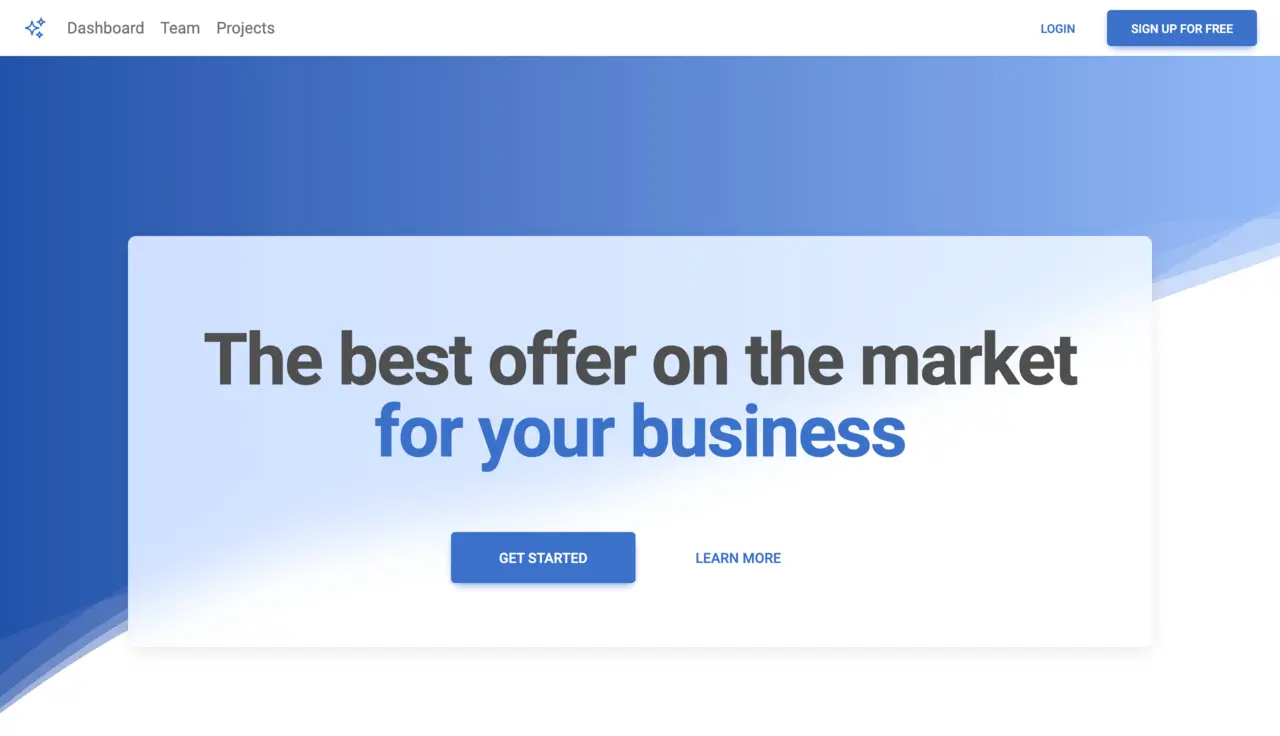 Dashboard Team Projects LOGIN SIGN UP FOR FREE
The best offer on the market
for your business
GET STARTED LEARN MORE